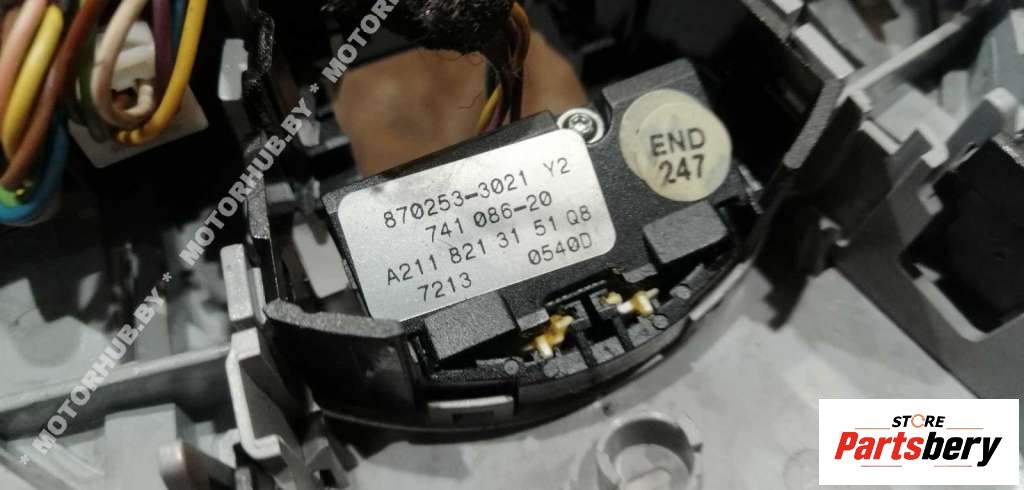 870253-3021 Y2
741 086-20
A211 821 31 51 Q8
7213 0540D
END
247
* MOTORHUB.BY * MOTORHUB.BY * MOTORHUB.BY
STORE
Partsbery